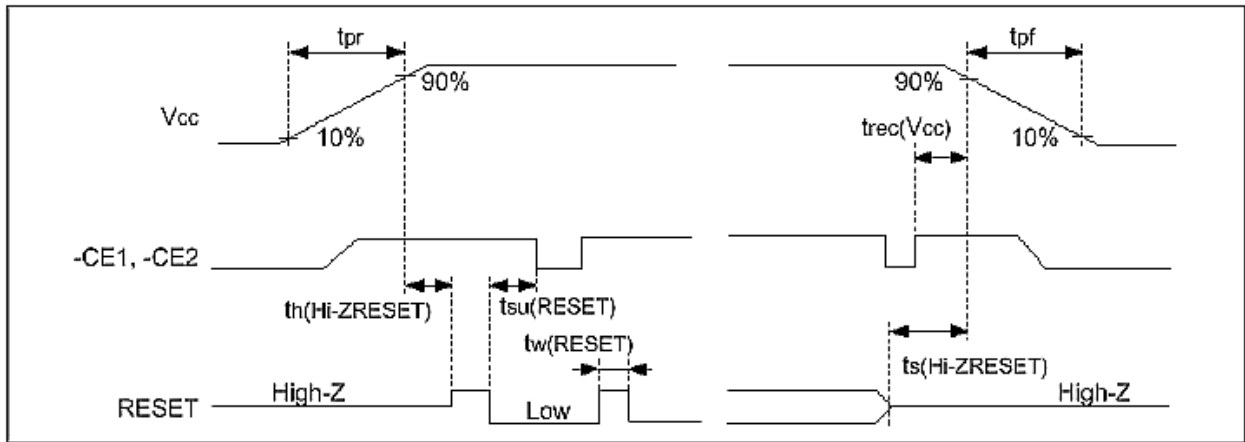 tpr
tpf
90%
90%
Vcc
10%
trec(Vcc)
10%
-CE1, -CE2
th(Hi-ZRESET)
tsu(RESET)
tw(RESET)
ts(Hi-ZRESET)
High-Z
High-Z
RESET
Low